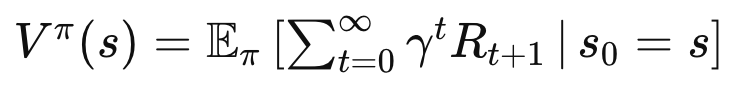 V^π(s) = 𝔼_π [∑_{t=0}^{∞} γ^t R_{t+1} | s_0 = s]